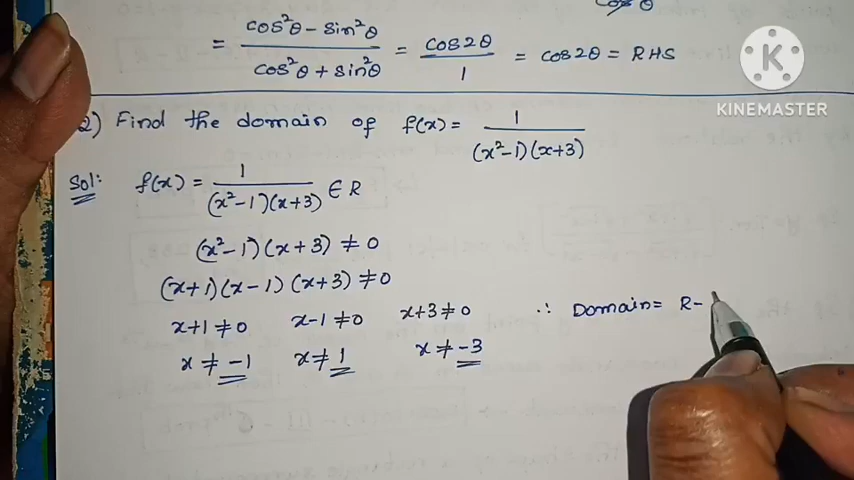 cos θ
= cos²θ - sin²θ / cos²θ + sin²θ = cos2θ / 1 = cos2θ = RHS
KINEMASTER
2) Find the domain of f(x) = 1 / (x²-1)(x+3)
Sol: f(x) = 1 / (x²-1)(x+3) ∈ R
(x²-1)(x+3) ≠ 0
(x+1)(x-1)(x+3) ≠ 0
x+1 ≠ 0 x-1 ≠ 0 x+3 ≠ 0 ∴ Domain = R-
x ≠ -1 x ≠ 1 x ≠ -3